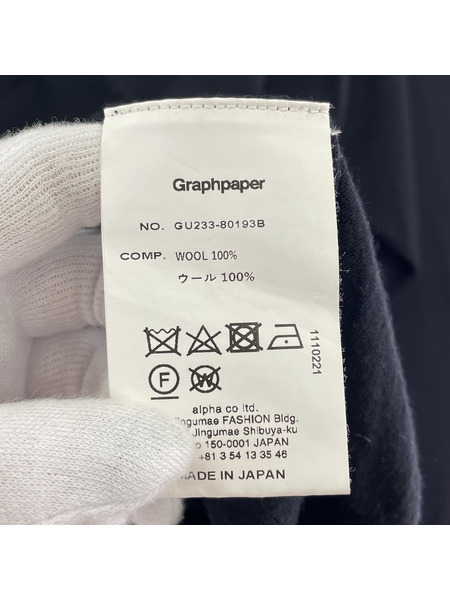 Graphpaper
NO. GU233-80193B
COMP. WOOL 100%
ウール 100%
F
W
1110221
alpha co ltd.
FASHION Bldg.
Jingumae Shibuya-ku
150-0001 JAPAN
+81 3 54 13 35 46
MADE IN JAPAN